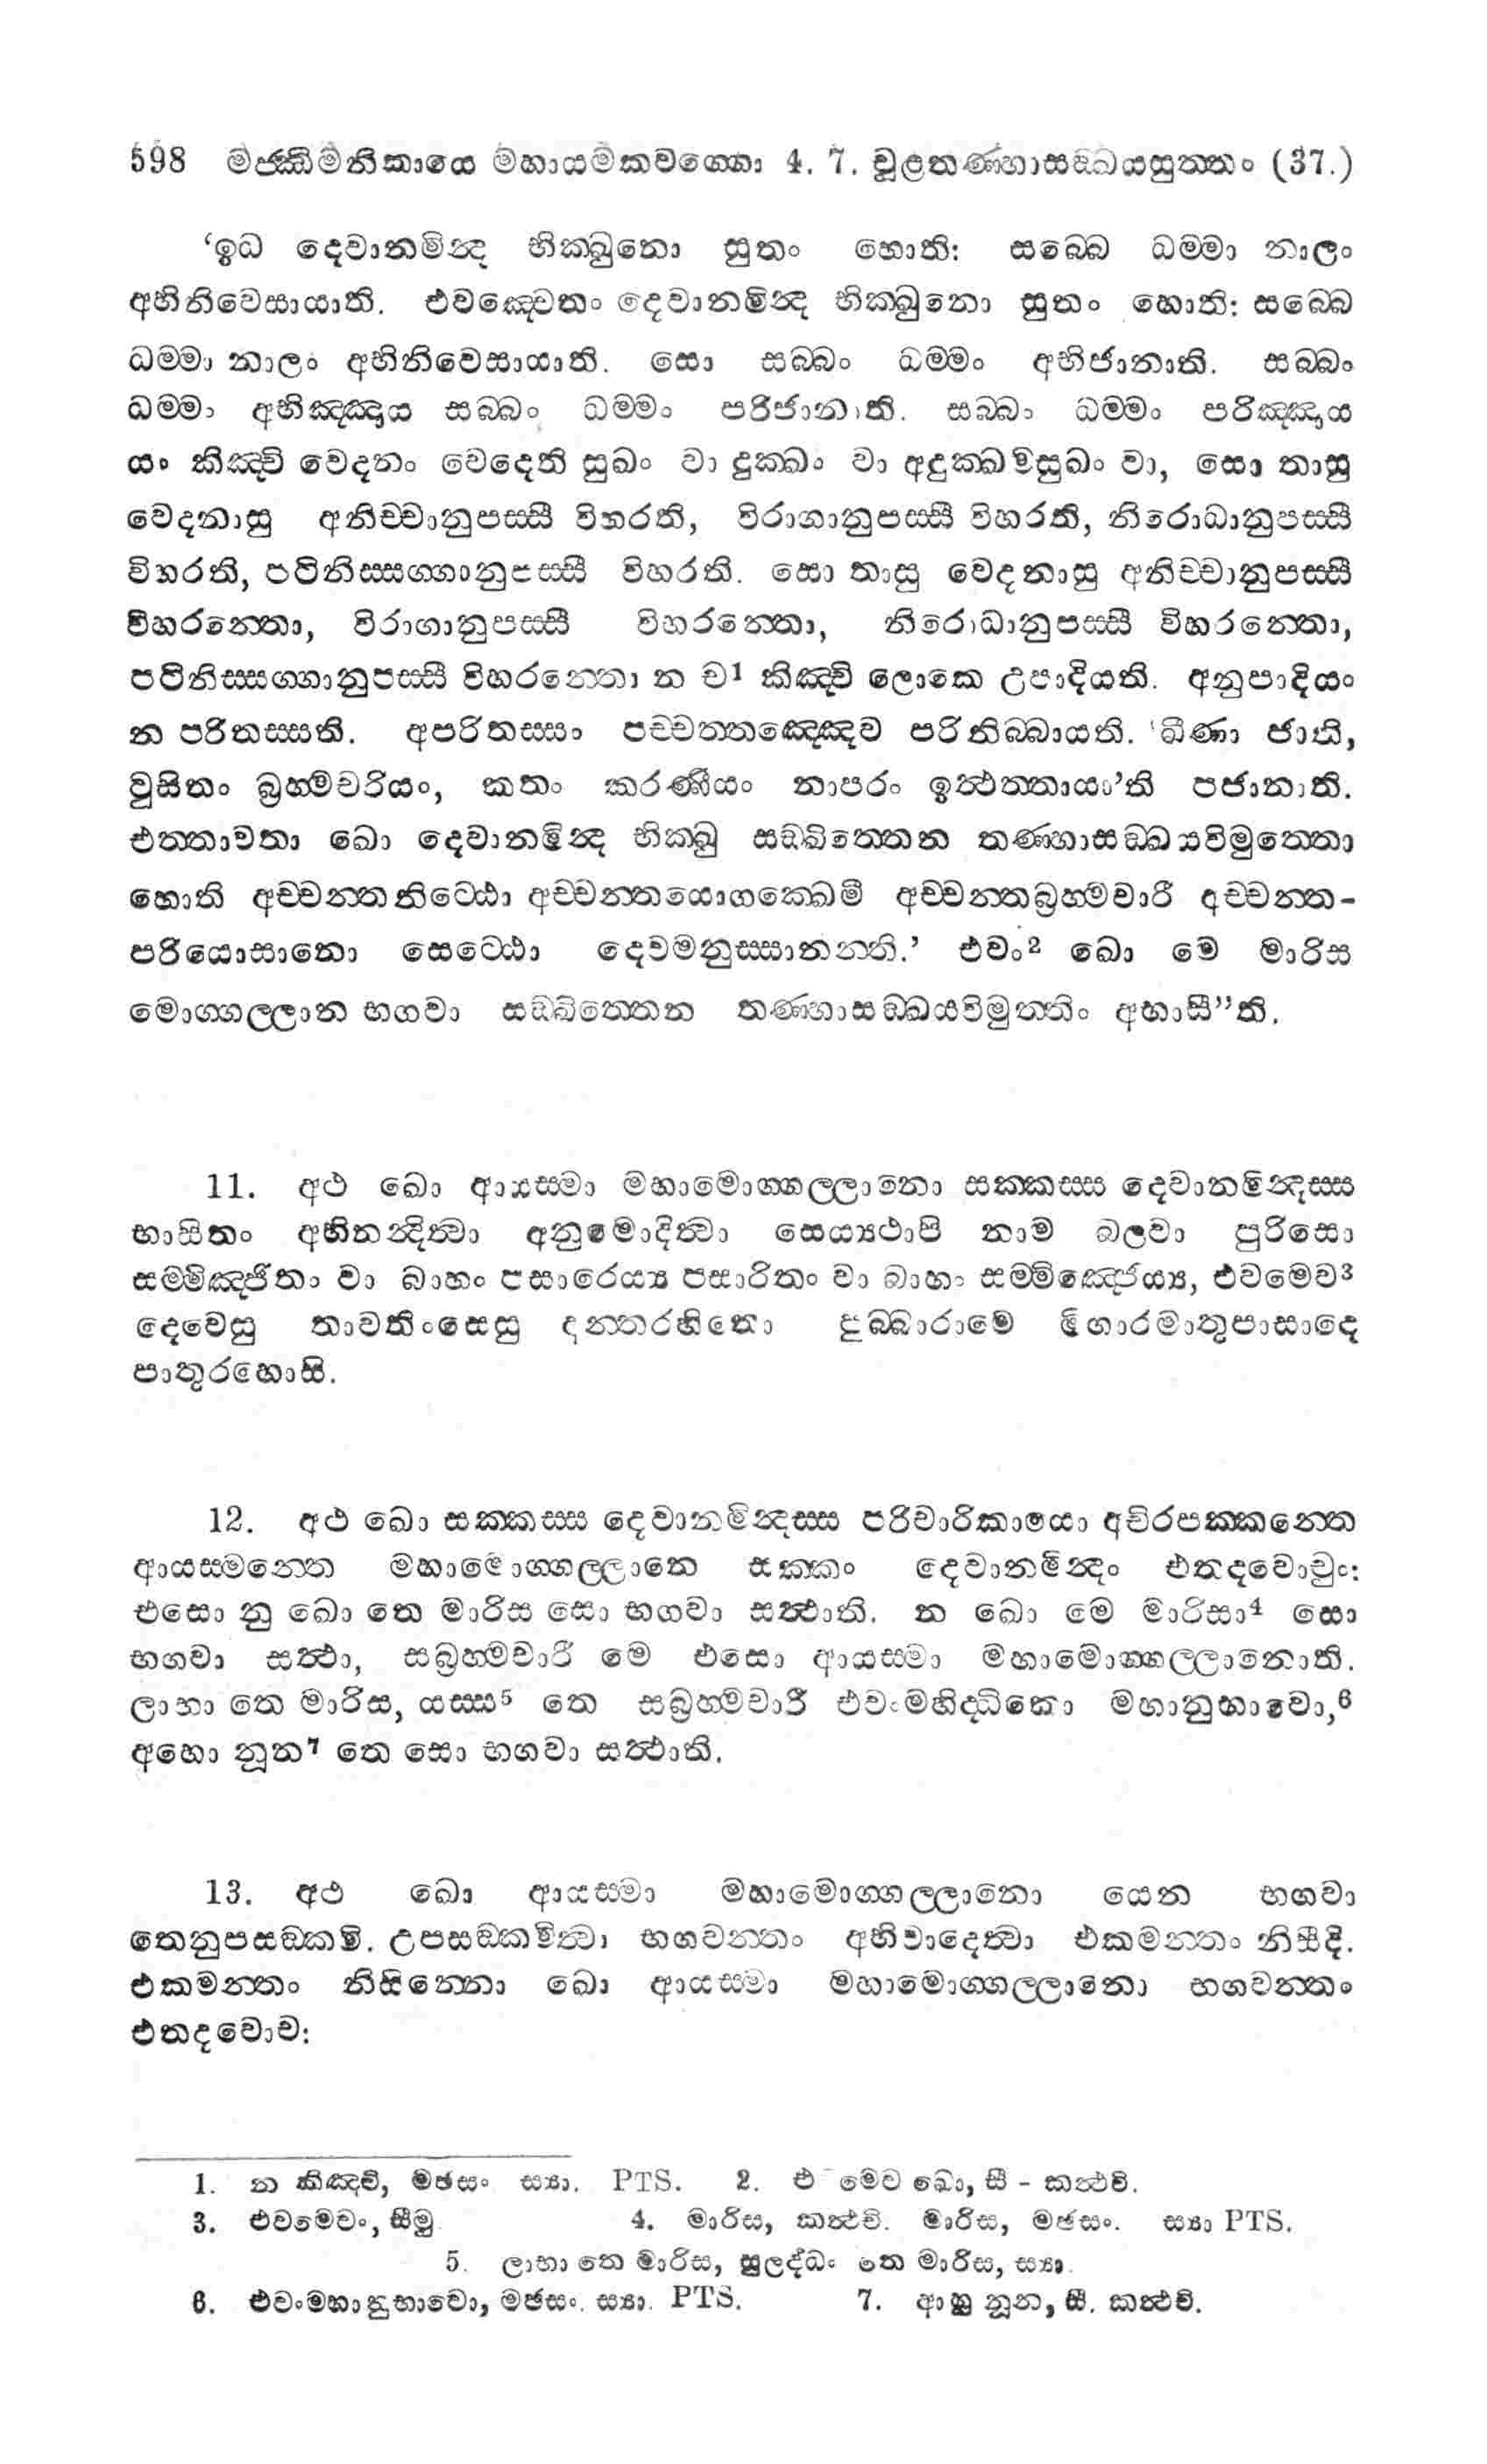 598 මජ්ඣිමනිකායෙ මහායමකවග්ගො 4. 7. චූළතණ්හාසඞ්ඛයසුත්තං (37.)
‘ඉධ දෙවානමින්ද භික්ඛුනො සුතං හොති: සබ්බෙ ධම්මා නාලං
අභිනිවෙසායාති. එවඤ්චෙතං දෙවානමින්ද භික්ඛුනො සුතං හොති: සබ්බෙ
ධම්මා නාලං අභිනිවෙසායාති. සො සබ්බං ධම්මං අභිජානාති. සබ්බං
ධම්මං අභිඤ්ඤාය සබ්බං ධම්මං පරිජානාති. සබ්බං ධම්මං පරිඤ්ඤාය
යං කිඤ්චි වෙදනං වෙදෙති සුඛං වා දුක්ඛං වා අදුක්ඛමසුඛං වා, සො තාසු
වෙදනාසු අනිච්චානුපස්සී විහරති, විරාගානුපස්සී විහරති, නිරොධානුපස්සී
විහරති, පටිනිස්සග්ගානුපස්සී විහරති. සො තාසු වෙදනාසු අනිච්චානුපස්සී
විහරන්තො, විරාගානුපස්සී විහරන්තො, නිරොධානුපස්සී විහරන්තො,
පටිනිස්සග්ගානුපස්සී විහරන්තො න ච¹ කිඤ්චි ලොකෙ උපාදියති. අනුපාදියං
න පරිතස්සති. අපරිතස්සං පච්චත්තඤ්ඤෙව පරිනිබ්බායති. ‘ඛීණා ජාති,
වුසිතං බ්‍රහ්මචරියං, කතං කරණීයං නාපරං ඉත්ථත්තායා’ති පජානාති.
එත්තාවතා ඛො දෙවානමින්ද භික්ඛු සඞ්ඛිත්තෙන තණ්හාසඞ්ඛයවිමුත්තො
හොති අච්චන්තනිට්ඨො අච්චන්තයොගක්ඛෙමී අච්චන්තබ්‍රහ්මචාරී අච්චන්ත-
පරියොසානො සෙට්ඨො දෙවමනුස්සානන්ති.’ එවං² ඛො මෙ මාරිස
මොග්ගල්ලාන භගවා සඞ්ඛිත්තෙන තණ්හාසඞ්ඛයවිමුත්තිං අභාසී”ති.
11. අථ ඛො ආයස්මා මහාමොග්ගල්ලානො සක්කස්ස දෙවානමින්දස්ස
භාසිතං අභිනන්දිත්වා අනුමොදිත්වා සෙය්‍යථාපි නාම බලවා පුරිසො
සම්මිඤ්ජිතං වා බාහං පසාරෙය්‍ය පසාරිතං වා බාහං සම්මිඤ්ජෙය්‍ය, එවමෙව³
දෙවෙසු තාවතිංසෙසු අන්තරහිතො පුබ්බාරාමෙ මිගාරමාතුපාසාදෙ
පාතුරහොසි.
12. අථ ඛො සක්කස්ස දෙවානමින්දස්ස පරිචාරිකායො අචිරපක්කන්තෙ
ආයස්මන්තෙ මහාමොග්ගල්ලානෙ සක්කං දෙවානමින්දං එතදවොචුං:
එසො නු ඛො තෙ මාරිස සො භගවා සත්ථාති. න ඛො මෙ මාරිසා⁴ සො
භගවා සත්ථා, සබ්‍රහ්මචාරී මෙ එසො ආයස්මා මහාමොග්ගල්ලානොති.
ලාභා තෙ මාරිස, යස්ස⁵ තෙ සබ්‍රහ්මචාරී එවංමහිද්ධිකො මහානුභාවො,⁶
අහො නූන⁷ තෙ සො භගවා සත්ථාති.
13. අථ ඛො ආයස්මා මහාමොග්ගල්ලානො යෙන භගවා
තෙනුපසඞ්කමි. උපසඞ්කමිත්වා භගවන්තං අභිවාදෙත්වා එකමන්තං නිසීදි.
එකමන්තං නිසින්නො ඛො ආයස්මා මහාමොග්ගල්ලානො භගවන්තං
එතදවොච:
1. න කිඤ්චි, මඡසං ස්‍යා. PTS. 2. එ මෙව ඛො, සී - කත්ථචි.
3. එවමෙවං, සීමු 4. මාරිස, කත්ථචි. මාරිස, මඡසං. ස්‍යා PTS.
5. ලාභා තෙ මාරිස, සුලද්ධං තෙ මාරිස, ස්‍යා.
6. එවංමහානුභාවො, මඡසං. ස්‍යා. PTS. 7. ආහු නූන, සී. කත්ථචි.